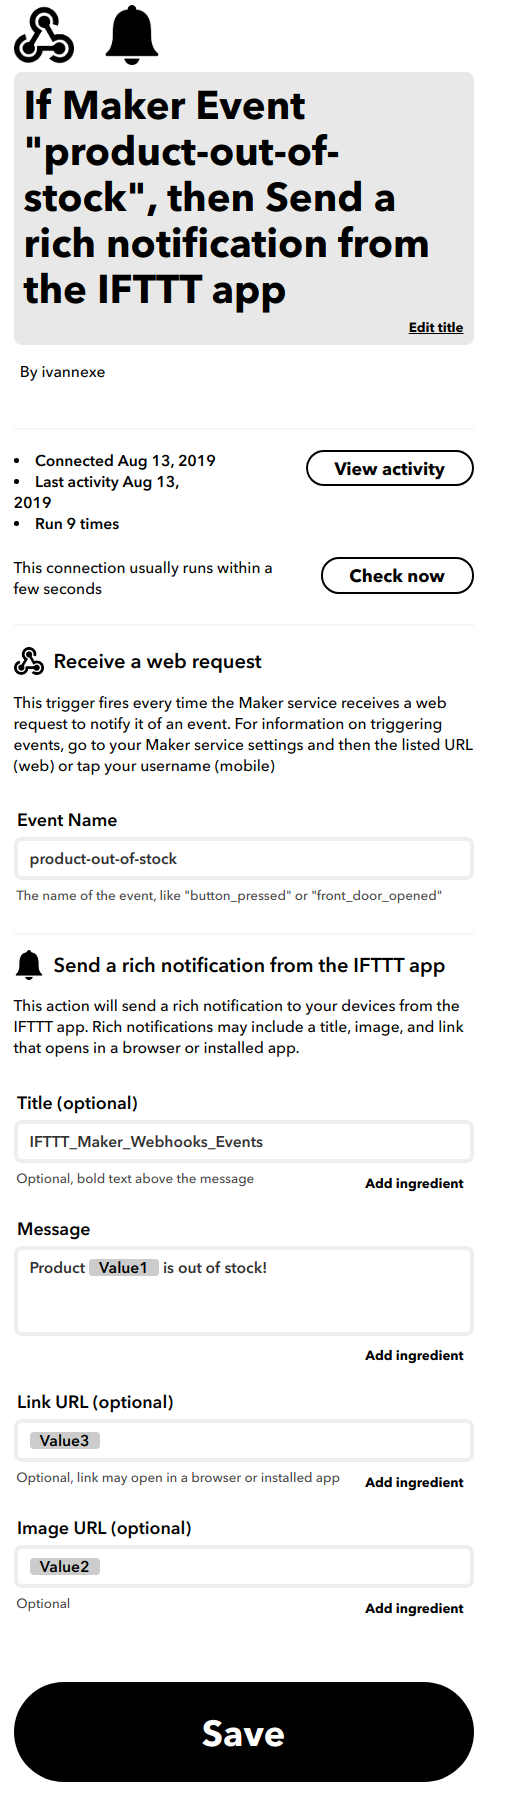 If Maker Event
"product-out-of-
stock", then Send a
rich notification from
the IFTTT app
Edit title
By ivannexe
Connected Aug 13, 2019
View activity
Last activity Aug 13,
2019
Run 9 times
This connection usually runs within a
few seconds
Check now
Receive a web request
This trigger fires every time the Maker service receives a web
request to notify it of an event. For information on triggering
events, go to your Maker service settings and then the listed URL
(web) or tap your username (mobile)
Event Name
product-out-of-stock
The name of the event, like "button_pressed" or "front_door_opened"
Send a rich notification from the IFTTT app
This action will send a rich notification to your devices from the
IFTTT app. Rich notifications may include a title, image, and link
that opens in a browser or installed app.
Title (optional)
IFTTT_Maker_Webhooks_Events
Optional, bold text above the message
Add ingredient
Message
Product Value1 is out of stock!
Add ingredient
Link URL (optional)
Value3
Optional, link may open in a browser or installed app
Add ingredient
Image URL (optional)
Value2
Optional
Add ingredient
Save